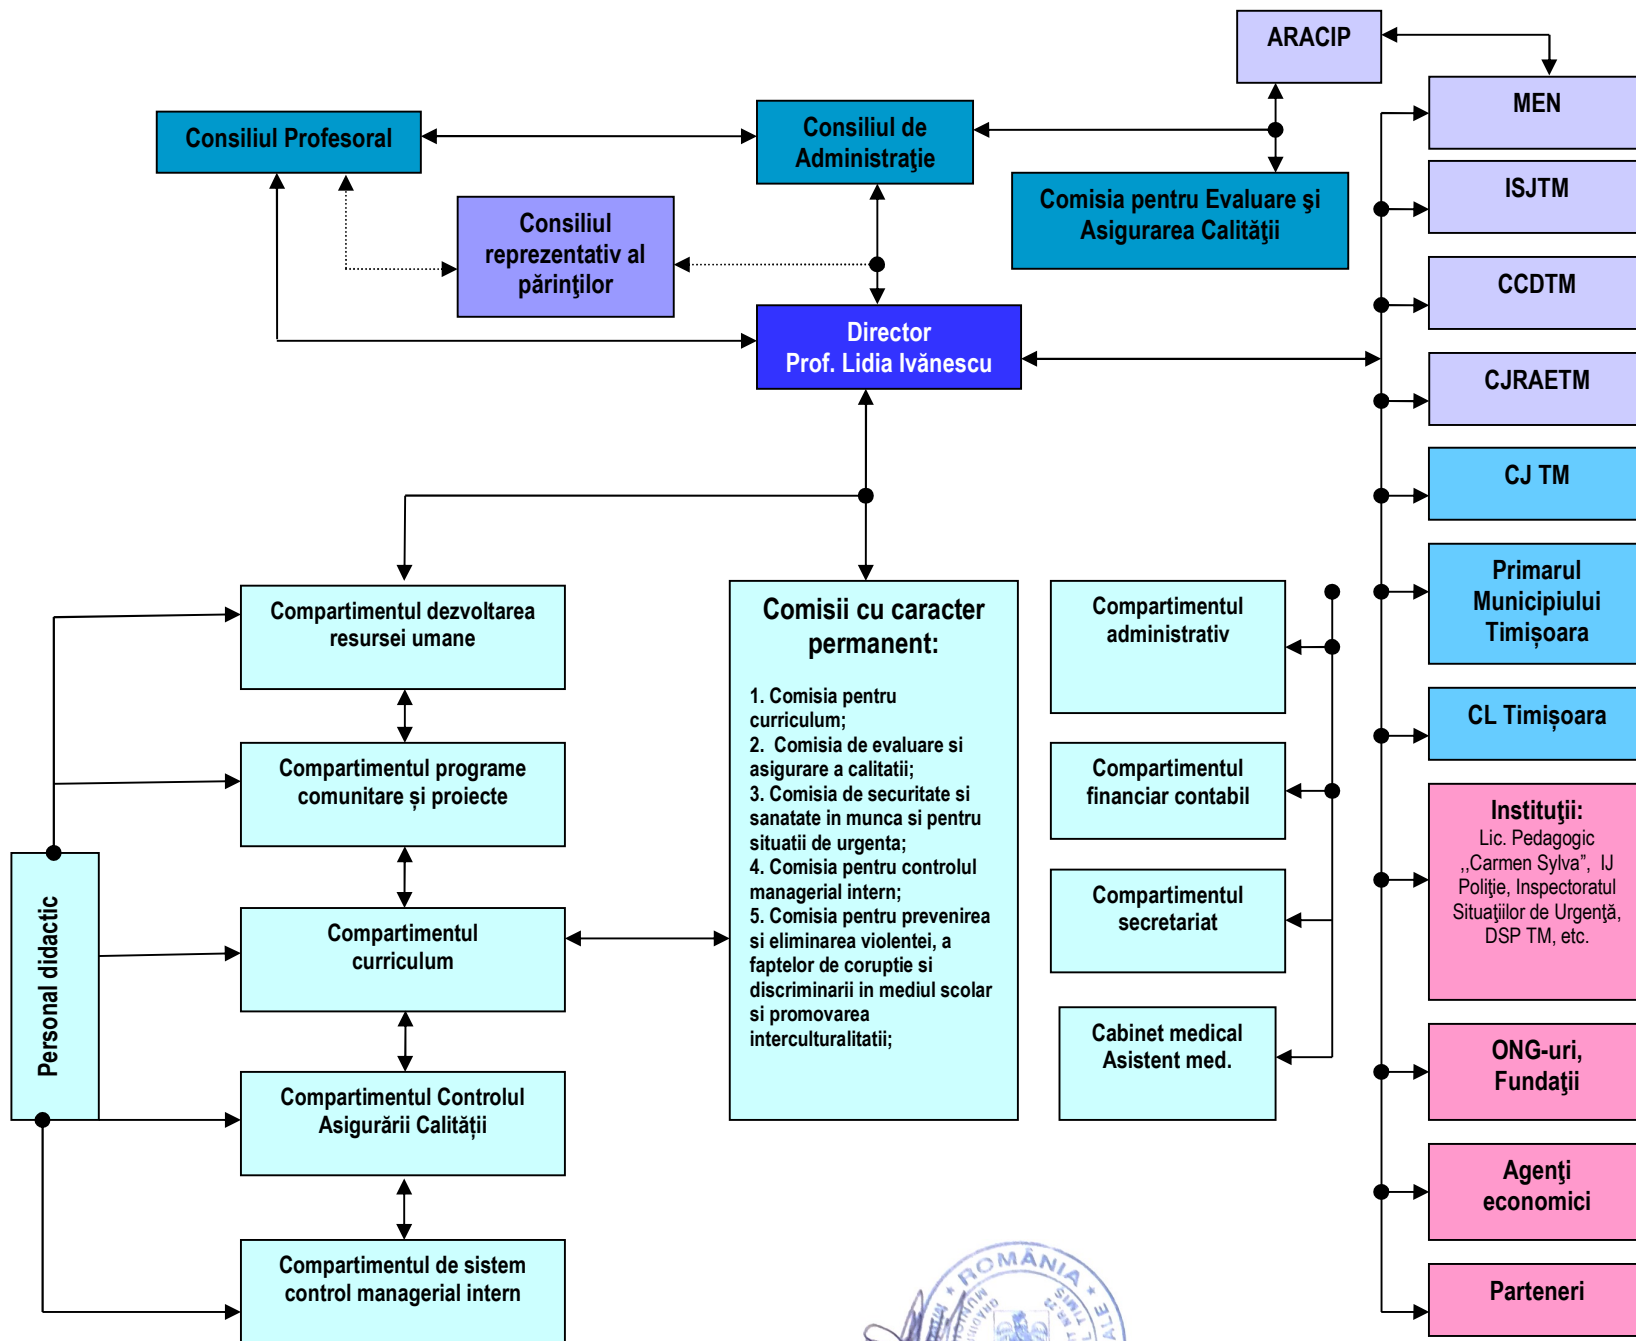 ARACIP
MEN
Consiliul Profesoral
Consiliul de
Administraţie
ISJTM
Comisia pentru Evaluare şi
Asigurarea Calităţii
Consiliul
reprezentativ al
părinţilor
CCDTM
Director
Prof. Lidia Ivănescu
CJRAETM
CJ TM
Primarul
Municipiului
Timișoara
CL Timișoara
Instituţii:
Lic. Pedagogic
,,Carmen Sylva”, IJ
Poliţie, Inspectoratul
Situaţiilor de Urgenţă,
DSP TM, etc.
ONG-uri,
Fundaţii
Agenţi
economici
Parteneri
Personal didactic
Compartimentul dezvoltarea
resursei umane
Compartimentul programe
comunitare și proiecte
Compartimentul
curriculum
Compartimentul Controlul
Asigurării Calității
Compartimentul de sistem
control managerial intern
Comisii cu caracter
permanent:
1. Comisia pentru
curriculum;
2. Comisia de evaluare si
asigurare a calitatii;
3. Comisia de securitate si
sanatate in munca si pentru
situatii de urgenta;
4. Comisia pentru controlul
managerial intern;
5. Comisia pentru prevenirea
si eliminarea violentei, a
faptelor de coruptie si
discriminarii in mediul scolar
si promovarea
interculturalitatii;
Compartimentul
administrativ
Compartimentul
financiar contabil
Compartimentul
secretariat
Cabinet medical
Asistent med.
ROMÂNIA